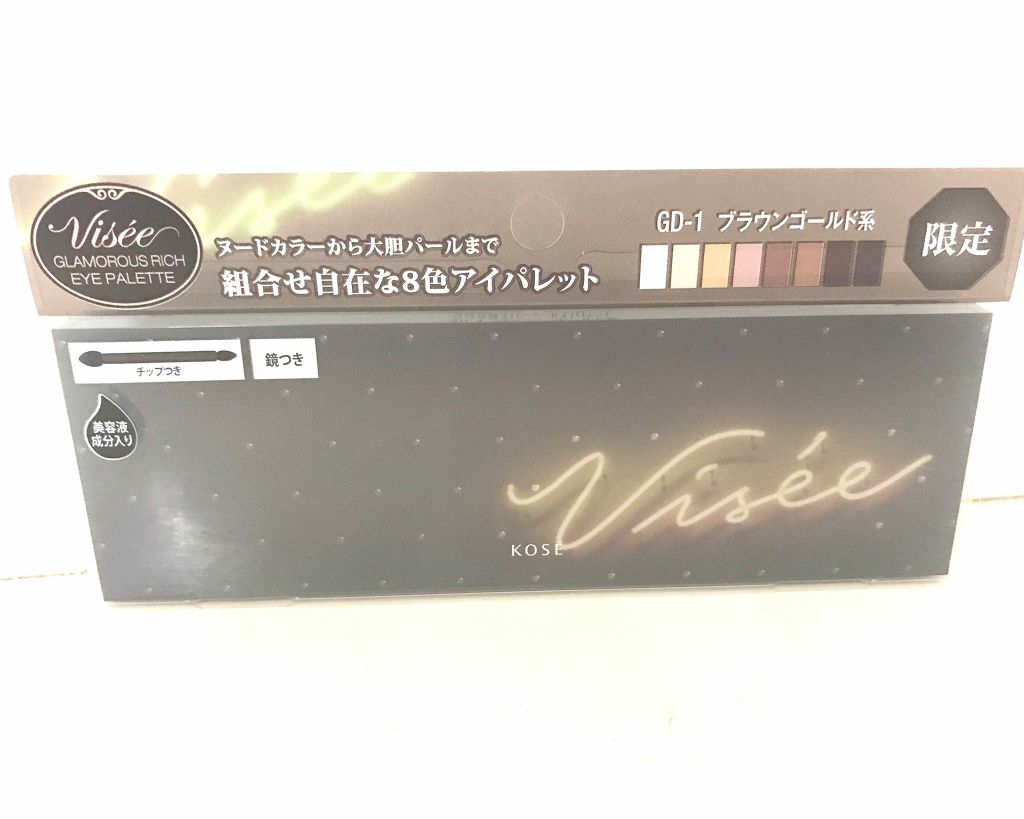 Visée
GLAMOROUS RICH
EYE PALETTE
ヌードカラーから大胆パールまで
組合せ自在な8色アイパレット
GD-1 ブラウンゴールド系
限定
チップつき
鏡つき
美容液
成分入り
Visée
KOSÉ